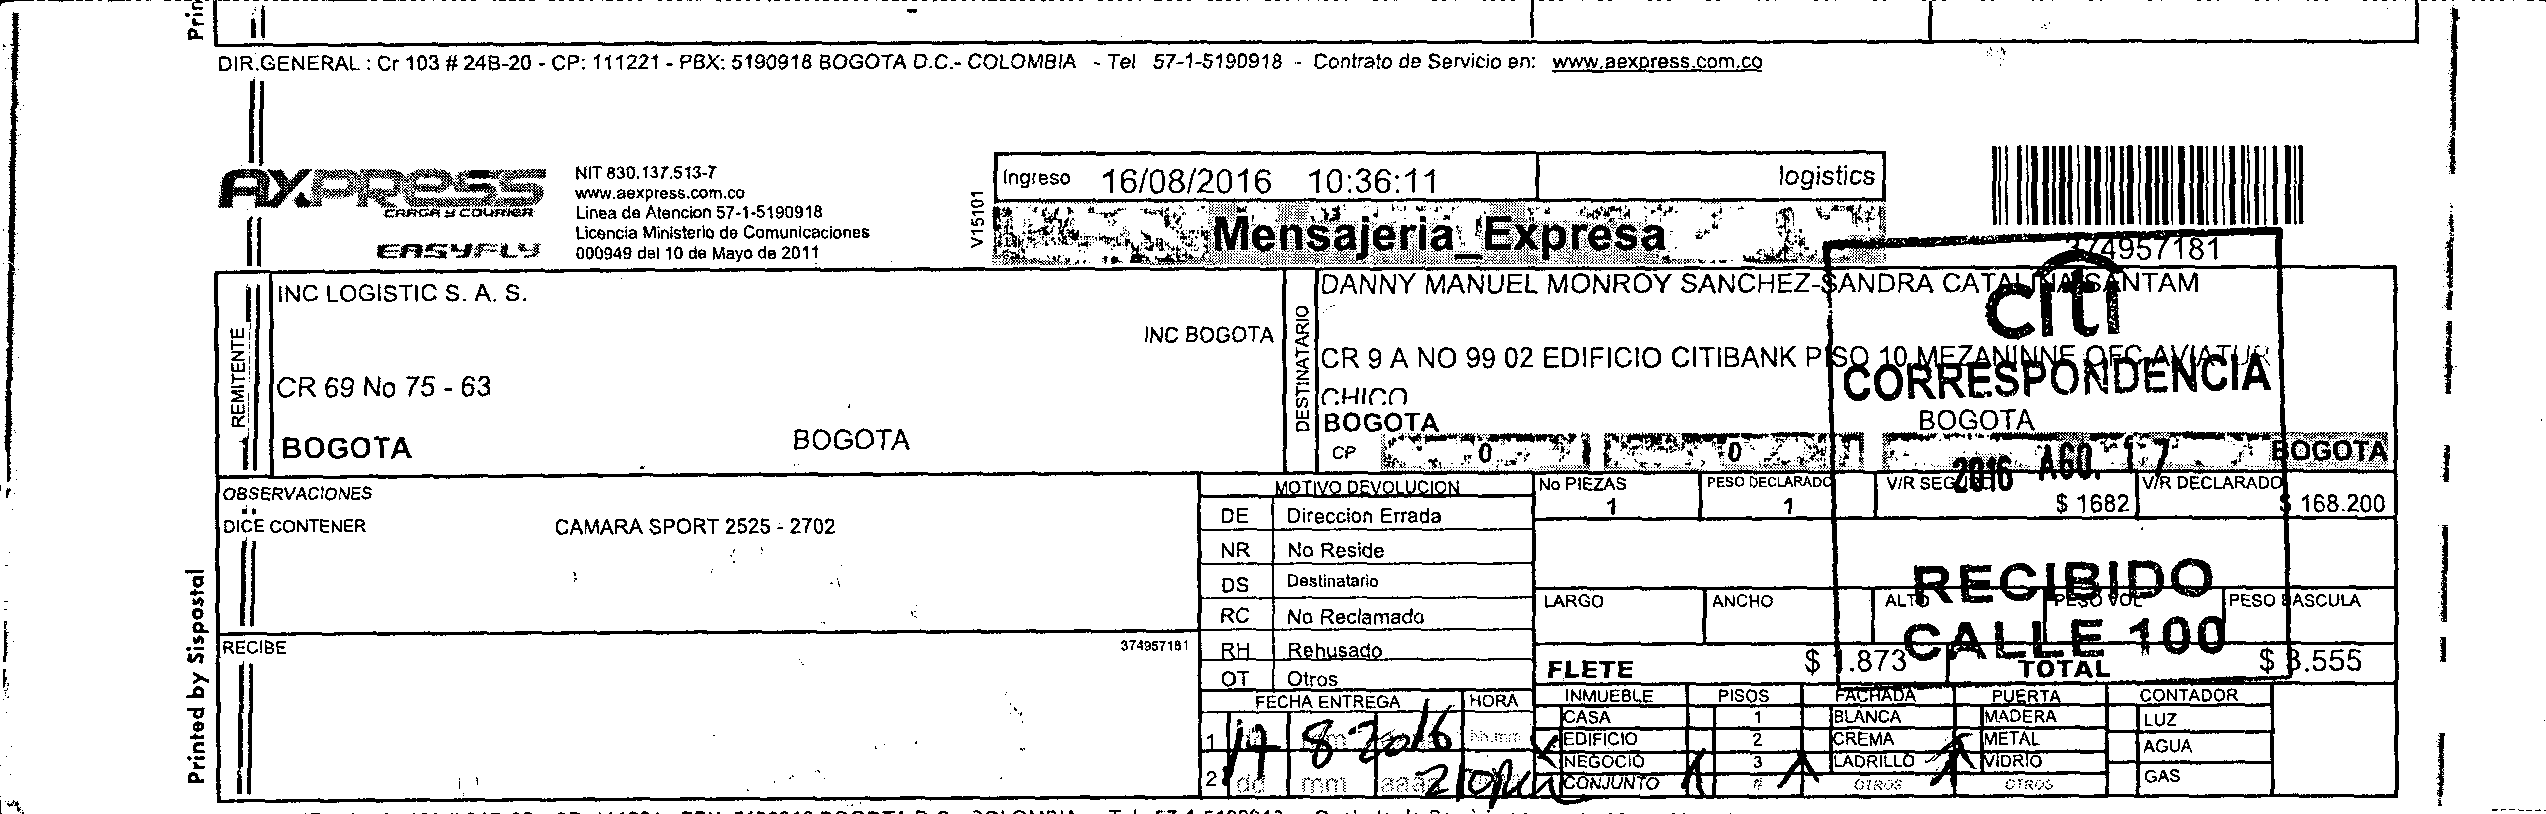 DIR.GENERAL : Cr 103 # 24B-20 - CP: 111221 - PBX: 5190918 BOGOTA D.C.- COLOMBIA - Tel 57-1-5190918 - Contrato de Servicio en: www.aexpress.com.co
AXPRESS
CARGA Y COURIER
EASYFLY
NIT 830.137.513-7
www.aexpress.com.co
Linea de Atencion 57-1-5190918
Licencia Ministerio de Comunicaciones
000949 del 10 de Mayo de 2011
V15101
Ingreso 16/08/2016 10:36:11 logistics
Mensajeria_Expresa
374957181
REMITENTE
INC LOGISTIC S. A. S.
INC BOGOTA
CR 69 No 75 - 63
BOGOTA BOGOTA
DESTINATARIO
DANNY MANUEL MONROY SANCHEZ-SANDRA CATALINA SANTAM
CR 9 A NO 99 02 EDIFICIO CITIBANK PISO 10 MEZANINNE OFC AVIATUR
CHICO
BOGOTA BOGOTA
CP 0 0 BOGOTA
citi
CORRESPONDENCIA
2016 AGO. 17
RECIBIDO
CALLE 100
OBSERVACIONES
DICE CONTENER CAMARA SPORT 2525 - 2702
RECIBE 374957181
MOTIVO DEVOLUCION
DE Direccion Errada
NR No Reside
DS Destinatario
RC No Reclamado
RH Rehusado
OT Otros
No PIEZAS PESO DECLARADO V/R SEG V/R DECLARADO
1 1 $ 1682 $ 168.200
LARGO ANCHO ALTO PESO VOL PESO BASCULA
FLETE $ 1.873 TOTAL $ 3.555
FECHA ENTREGA HORA
1 17 8 2016 hh:mm
2 dd mm aaaa
INMUEBLE PISOS FACHADA PUERTA CONTADOR
CASA 1 BLANCA MADERA LUZ
EDIFICIO 2 CREMA METAL AGUA
NEGOCIO 3 LADRILLO VIDRIO GAS
CONJUNTO # OTROS OTROS
Printed by Sispostal